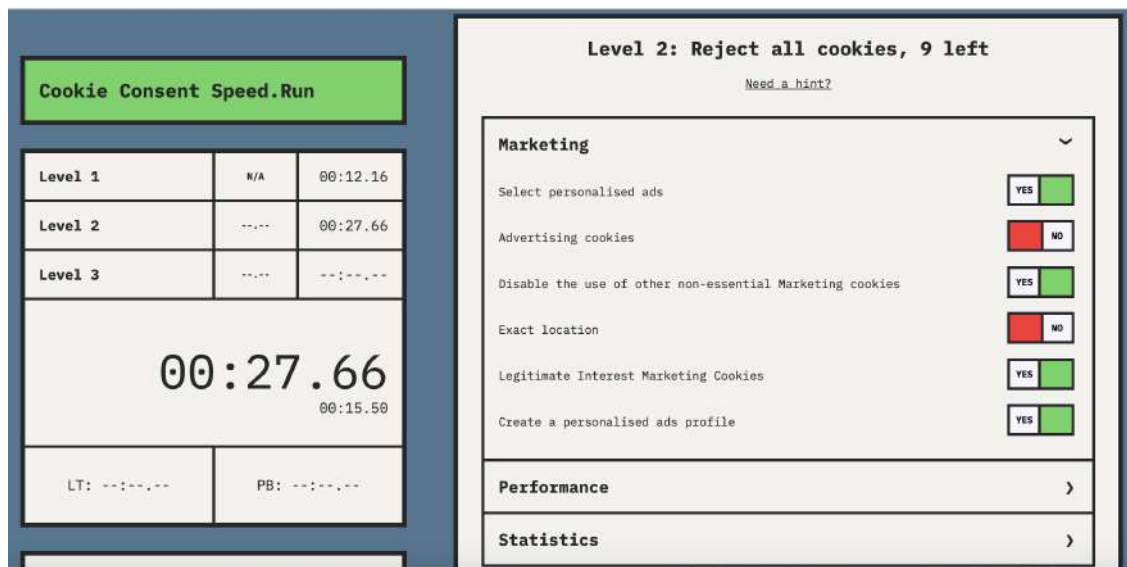 Cookie Consent Speed.Run
Level 1 N/A 00:12.16
Level 2 --.-- 00:27.66
Level 3 --.-- --:--.--
00:27.66
00:15.50
LT: --:--.-- PB: --:--.--
Level 2: Reject all cookies, 9 left
Need a hint?
Marketing
Select personalised ads YES
Advertising cookies NO
Disable the use of other non-essential Marketing cookies YES
Exact location NO
Legitimate Interest Marketing Cookies YES
Create a personalised ads profile YES
Performance
Statistics